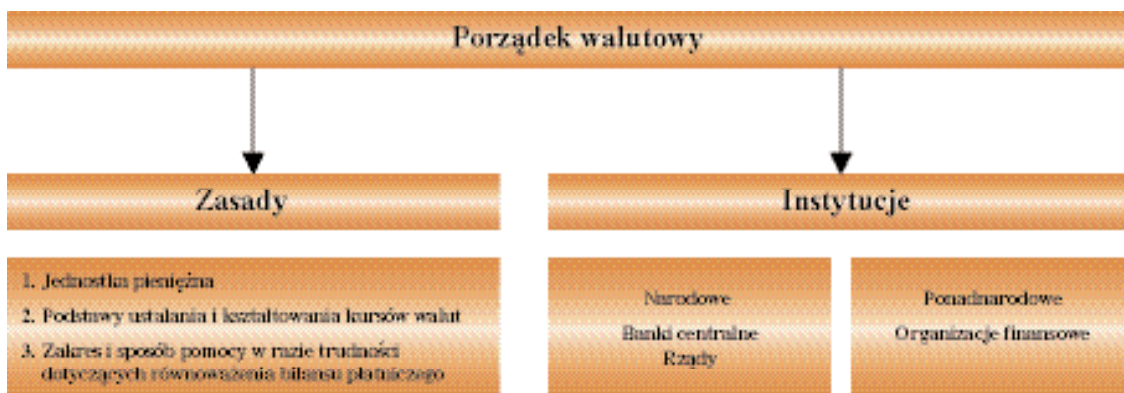 Porządek walutowy
Zasady
Instytucje
1. Jednostka pieniężna
2. Podstawy ustalania i kształtowania kursów walut
3. Zakres i sposób pomocy w razie trudności
dotyczących równoważenia bilansu płatniczego
Narodowe
Banki centralne
Rządy
Ponadnarodowe
Organizacje finansowe